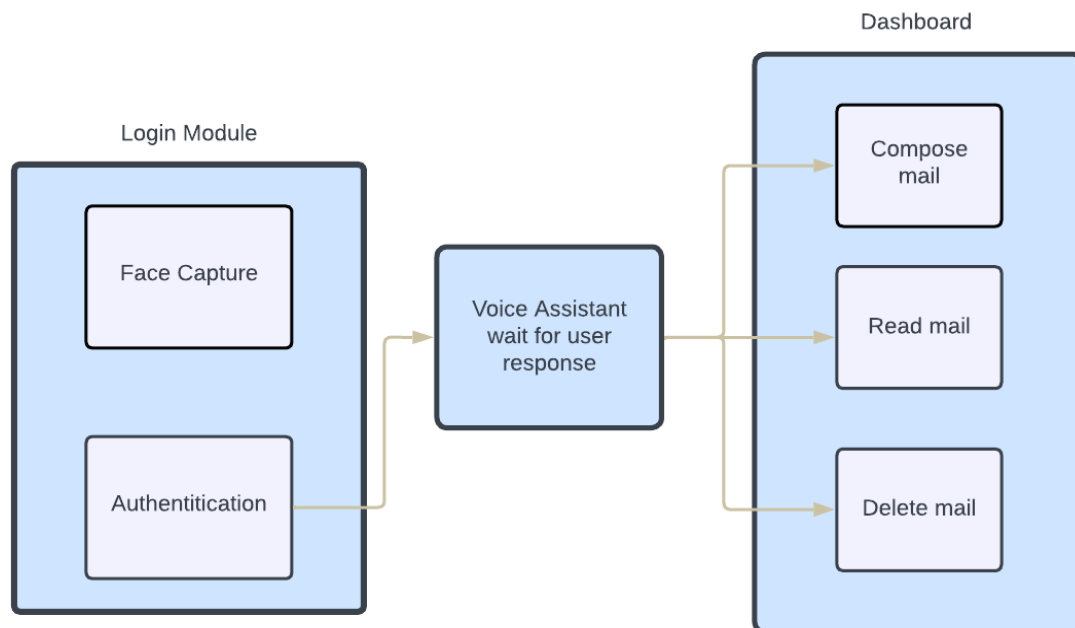 Login Module
Face Capture
Authentitication
Voice Assistant
wait for user
response
Dashboard
Compose
mail
Read mail
Delete mail